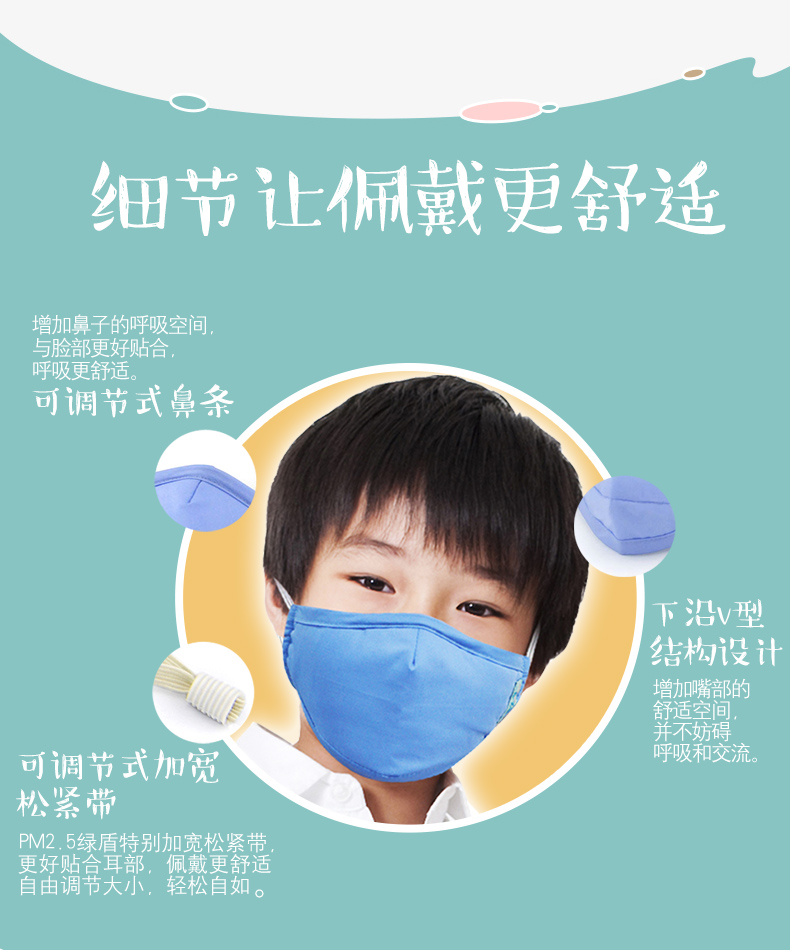 细节让佩戴更舒适
增加鼻子的呼吸空间,
与脸部更好贴合,
呼吸更舒适。
可调节式鼻条
下沿V型
结构设计
增加嘴部的
舒适空间,
并不妨碍
呼吸和交流。
可调节式加宽
松紧带
PM2.5绿盾特别加宽松紧带,
更好贴合耳部, 佩戴更舒适
自由调节大小, 轻松自如。